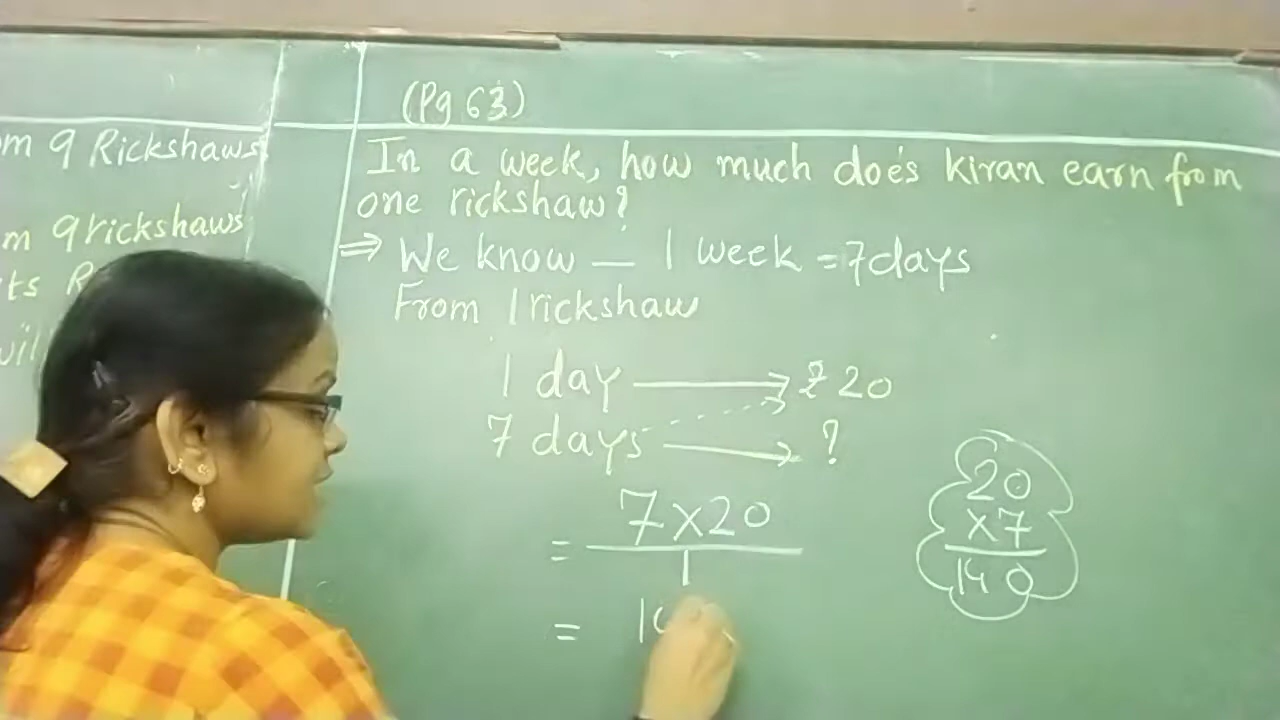 9 Rickshaws
9 rickshaws
(Pg 63)
In a week, how much does kiran earn from
one rickshaw?
⇒ We know — 1 week = 7 days
From 1 rickshaw
1 day → ₹ 20
7 days → ?
= 7 × 20
1
=
20
×7
140